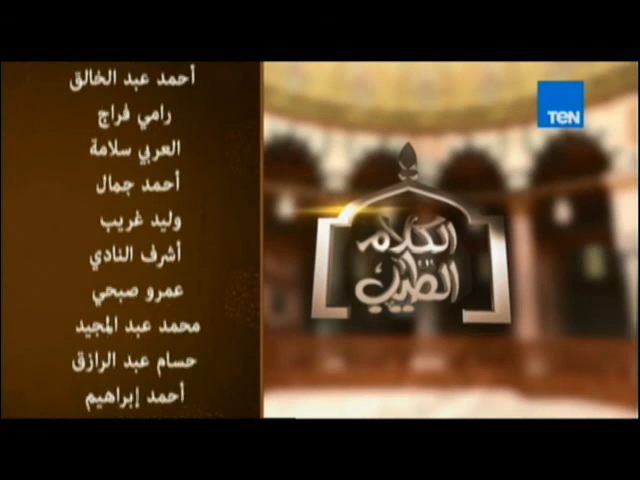 أحمد عبد الخالق
رامي فراج
العربي سلامة
أحمد جمال
وليد غريب
أشرف النادي
عمرو صبحي
محمد عبد المجيد
حسام عبد الرازق
أحمد إبراهيم
TEN
الكلام
الطيب